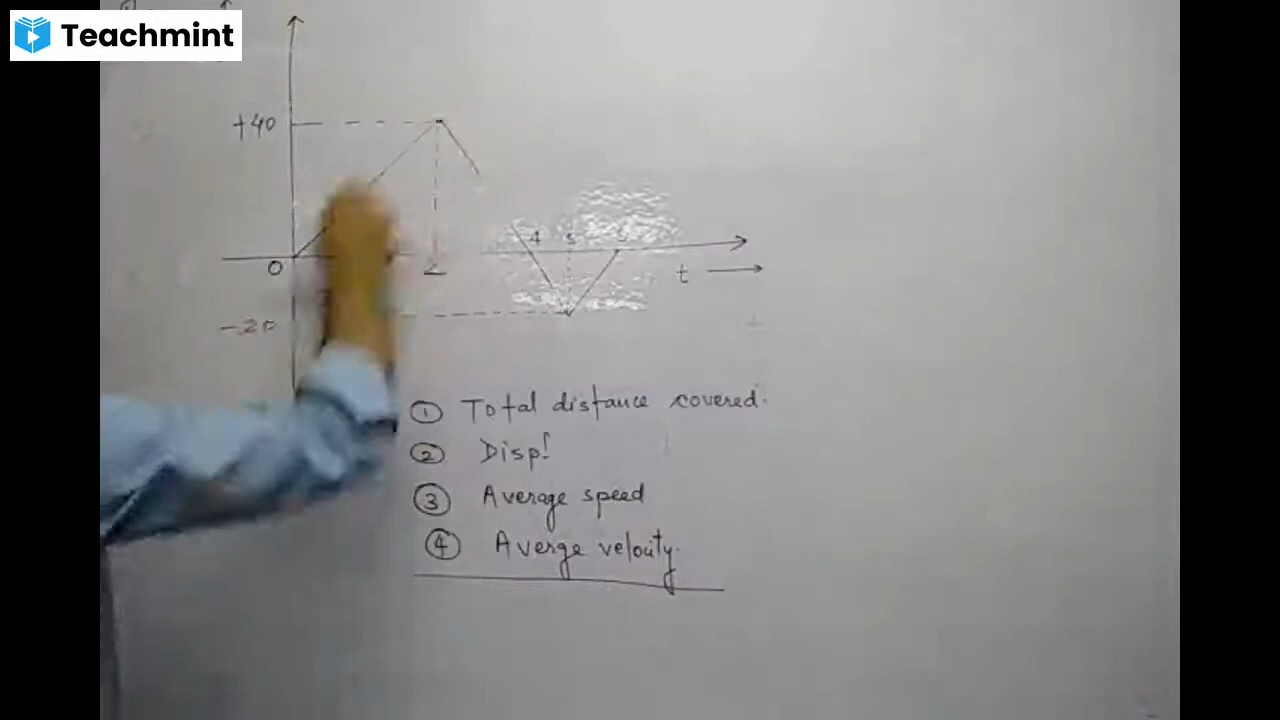 Teachmint
+40
4 5
0 2 t
-20
① Total distance covered.
② Displ
③ Average speed
④ Averge velocity.